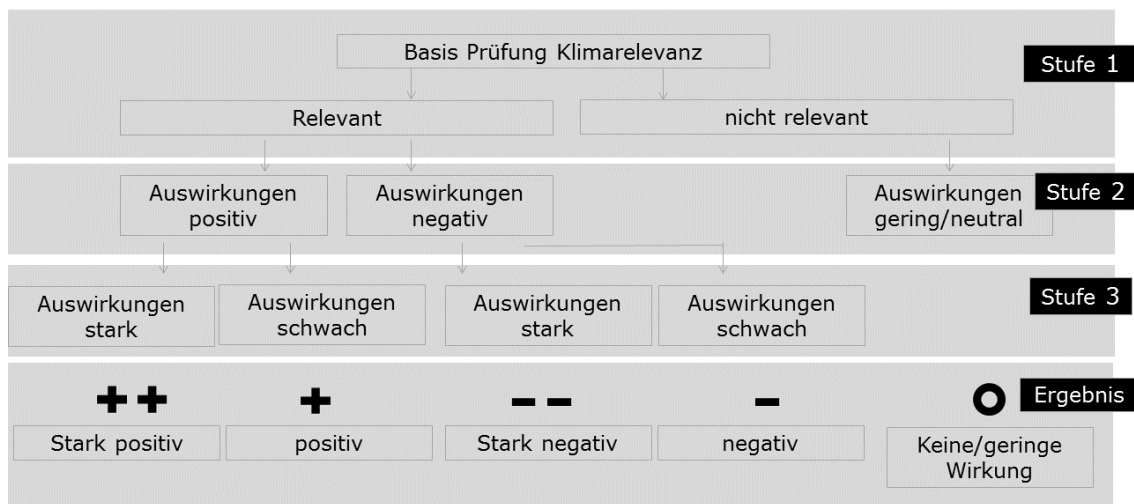 Basis Prüfung Klimarelevanz
Stufe 1
Relevant
nicht relevant
Auswirkungen
positiv
Auswirkungen
negativ
Auswirkungen
gering/neutral
Stufe 2
Auswirkungen
stark
Auswirkungen
schwach
Auswirkungen
stark
Auswirkungen
schwach
Stufe 3
++
+
--
-
Ergebnis
Stark positiv
positiv
Stark negativ
negativ
Keine/geringe
Wirkung